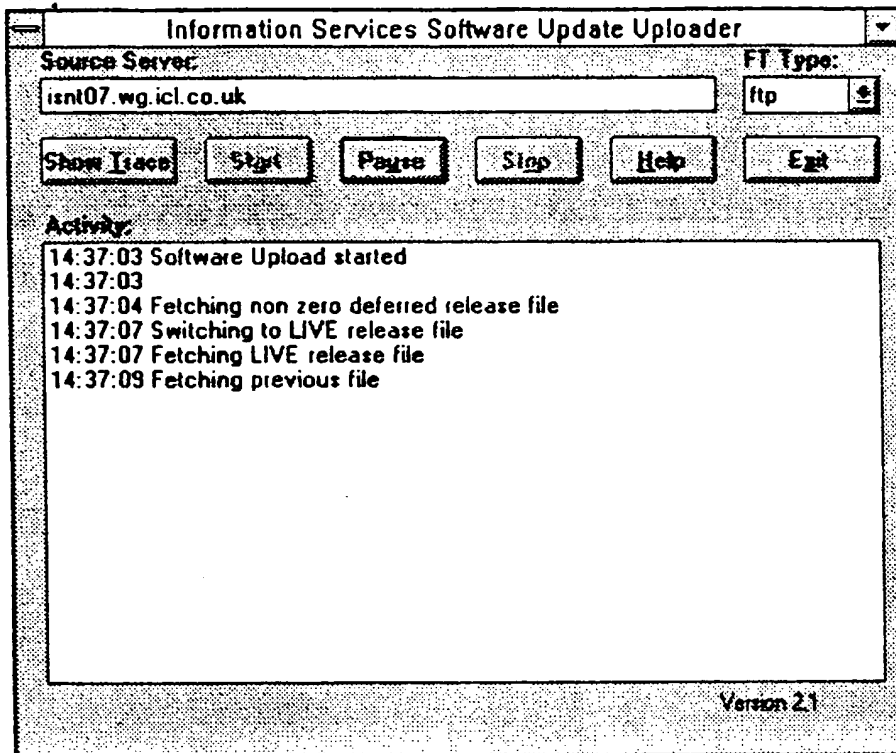 Information Services Software Update Uploader
Source Server:
FT Type:
isnt07.wg.icl.co.uk
ftp
Show Trace
Start
Pause
Stop
Help
Exit
Activity:
14:37:03 Software Upload started
14:37:03
14:37:04 Fetching non zero deferred release file
14:37:07 Switching to LIVE release file
14:37:07 Fetching LIVE release file
14:37:09 Fetching previous file
Version 2.1